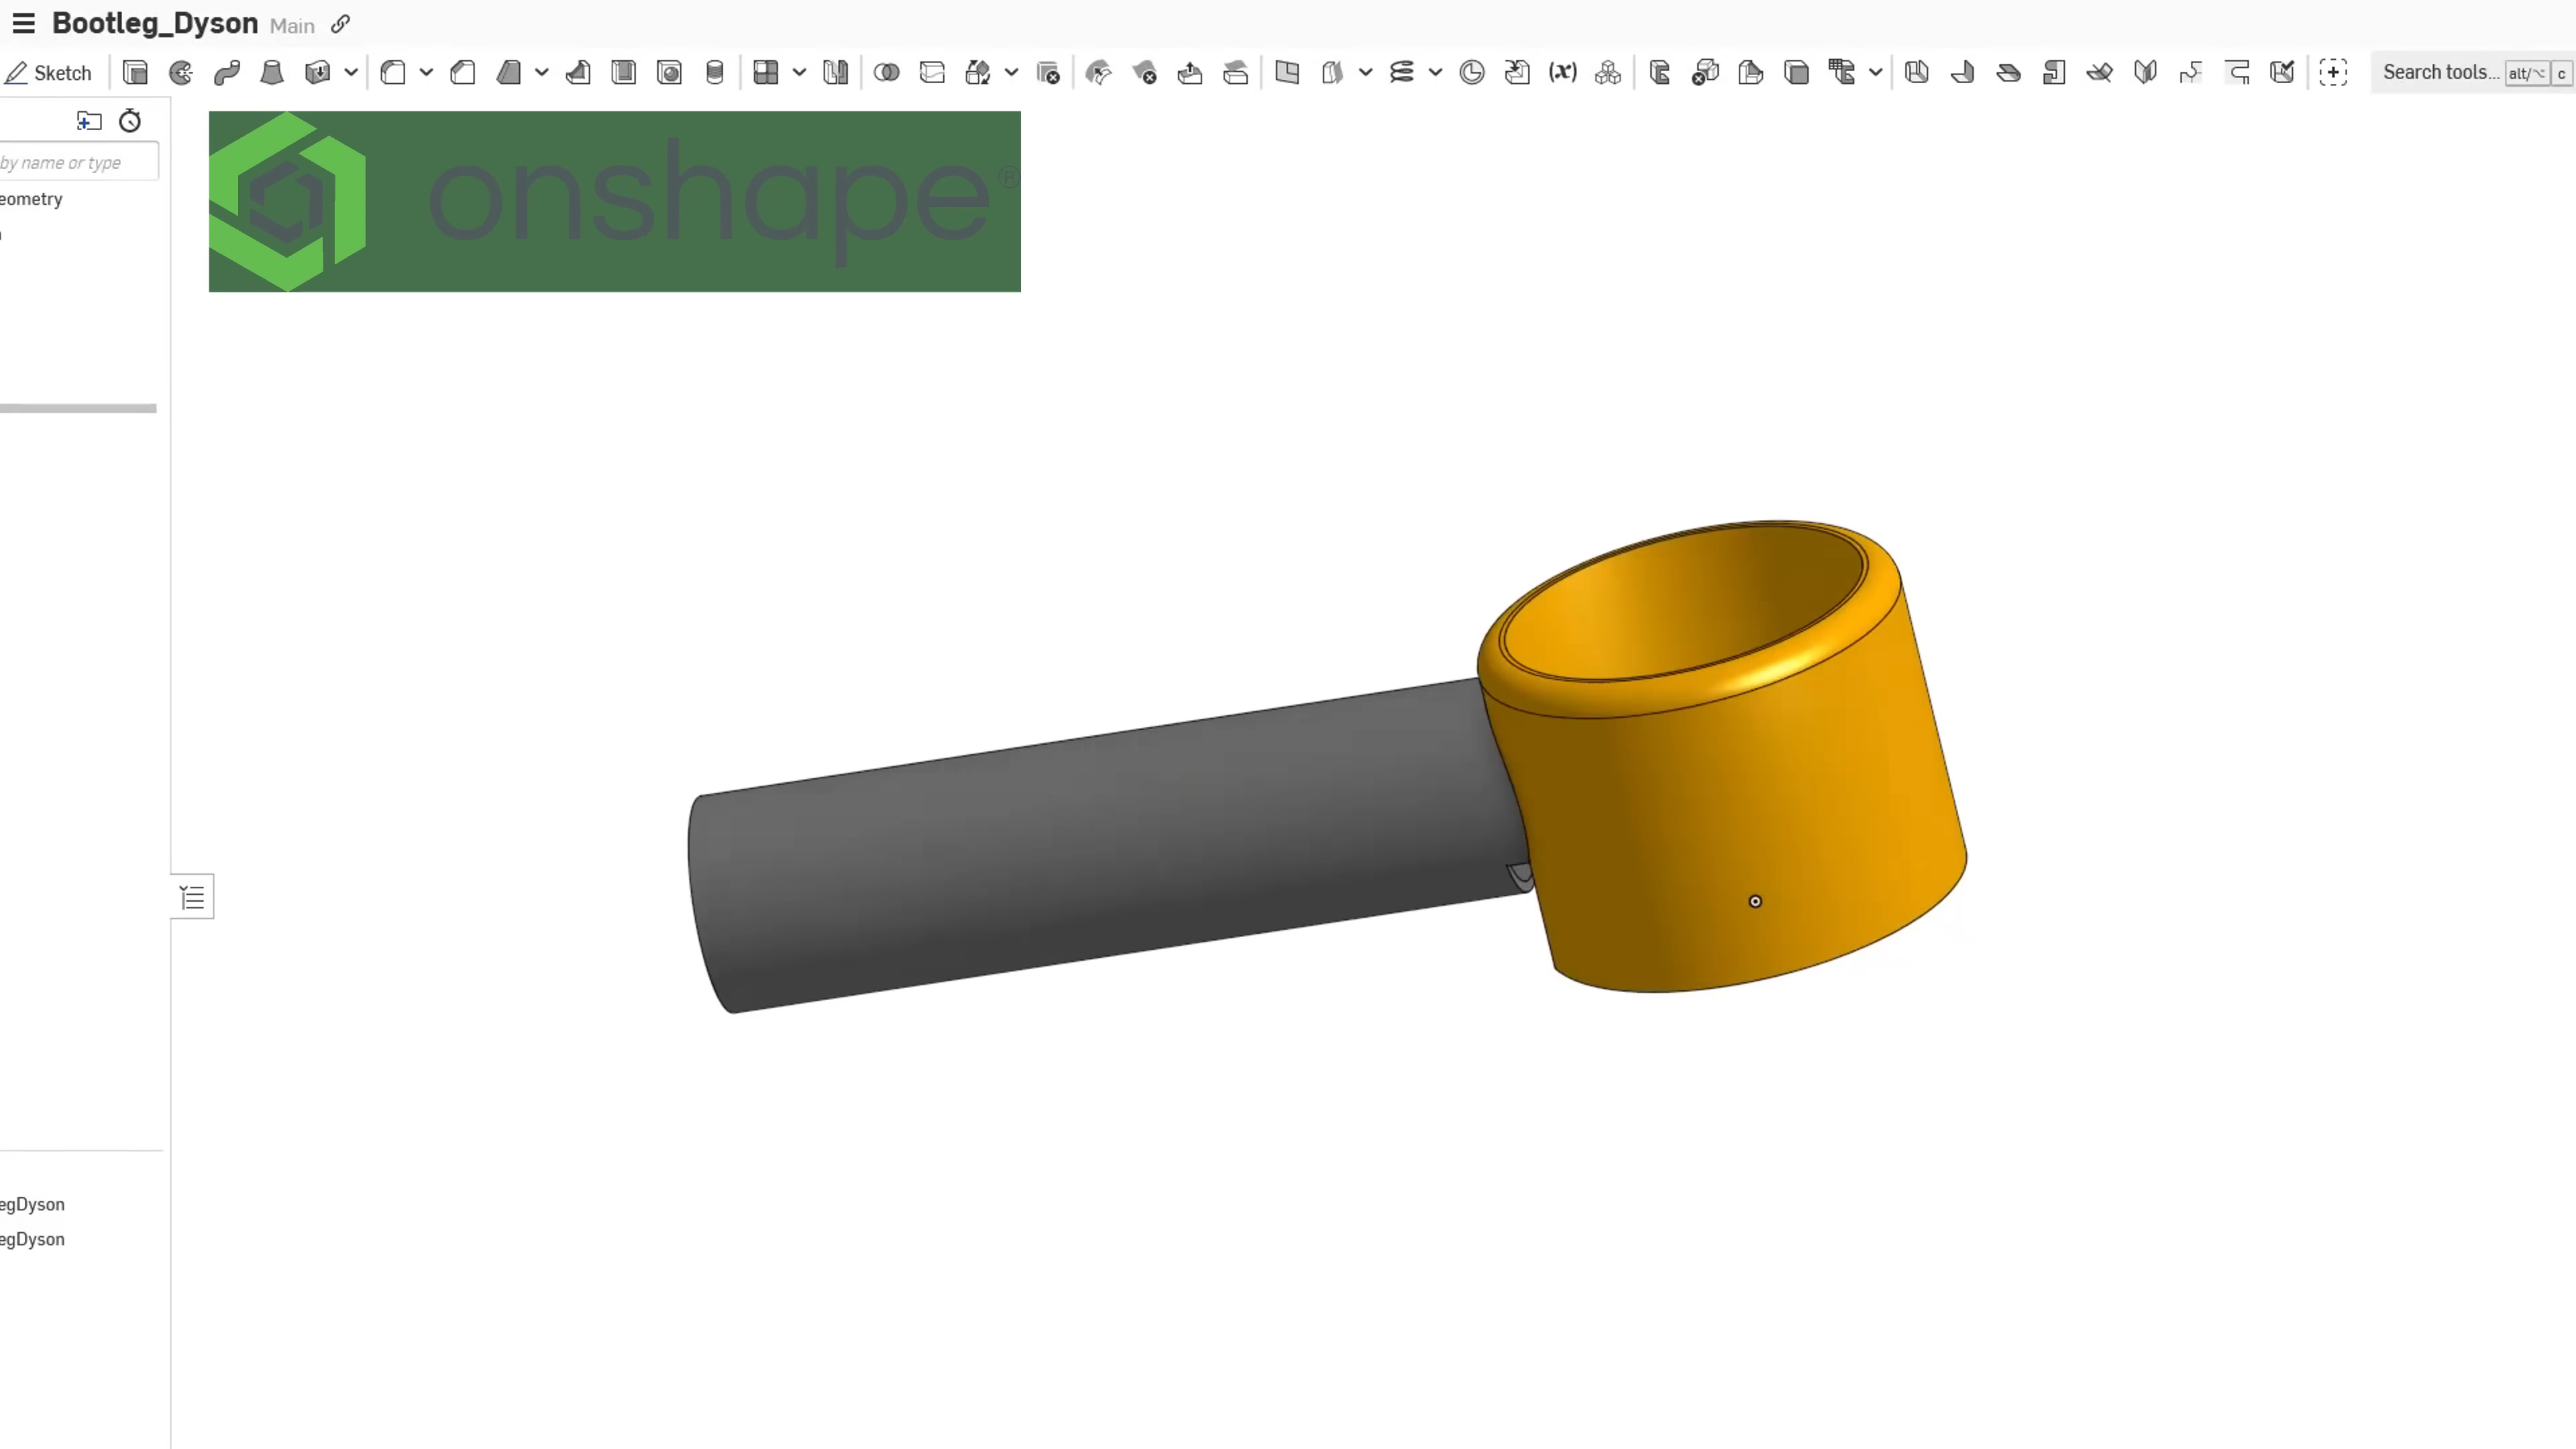 Bootleg_Dyson Main
Sketch
(x)
Search tools... alt/⌥ c
by name or type
eometry
onshape®
egDyson
egDyson